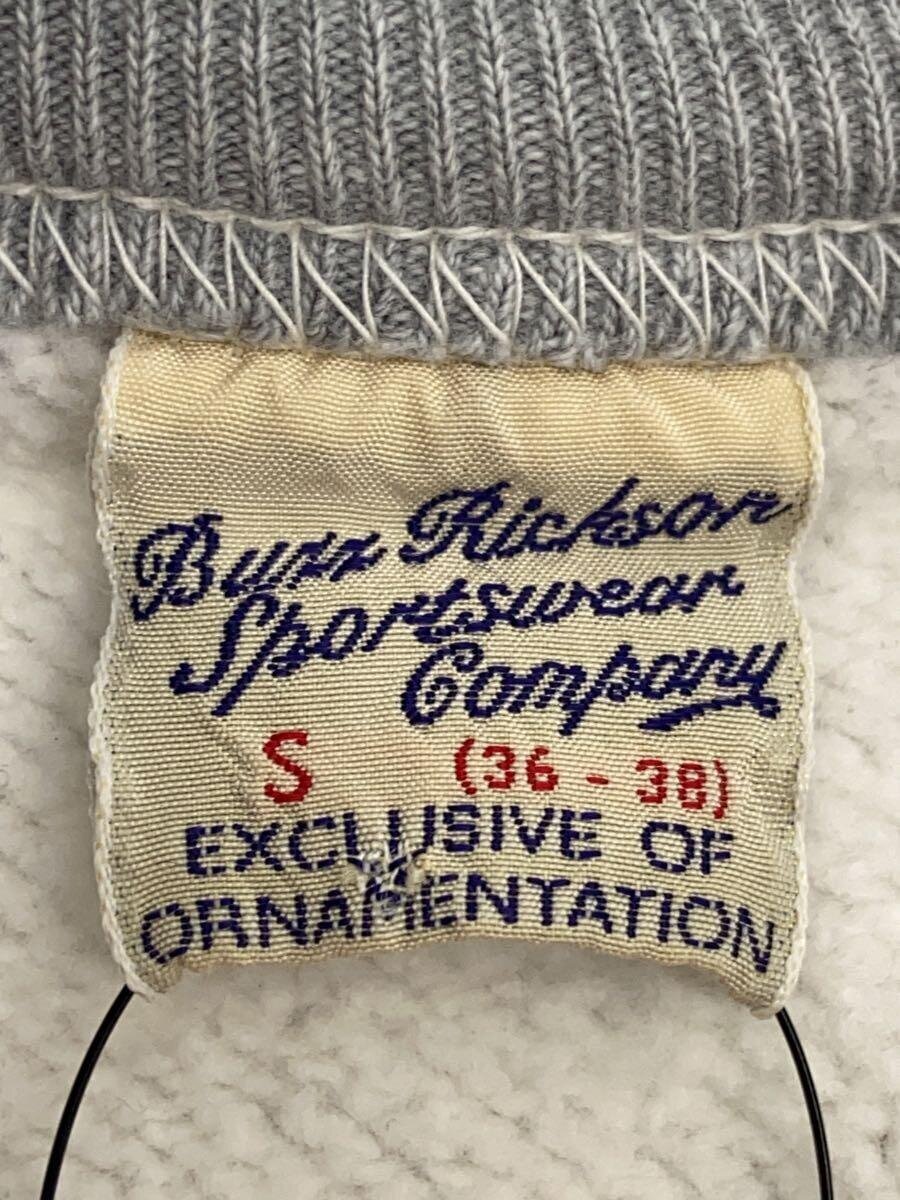 Buzz Rickson
Sportswear
Company
S (36 - 38)
EXCLUSIVE OF
ORNAMENTATION